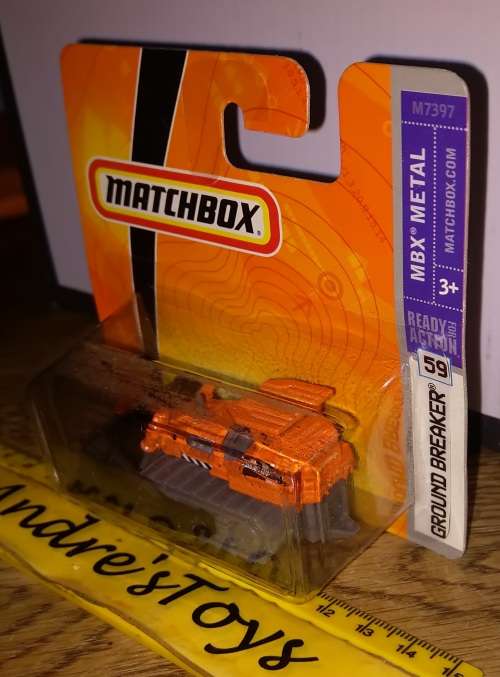 M7397
MATCHBOX®
MBX® METAL
MATCHBOX.COM
3+
READY FOR ACTION
59
GROUND BREAKER®
Andre'sToys
12
13
14